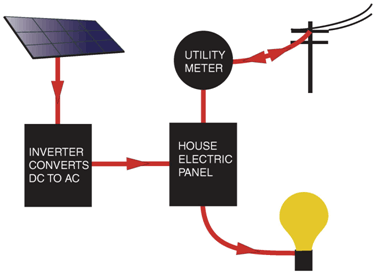 UTILITY
METER
INVERTER
CONVERTS
DC TO AC
HOUSE
ELECTRIC
PANEL